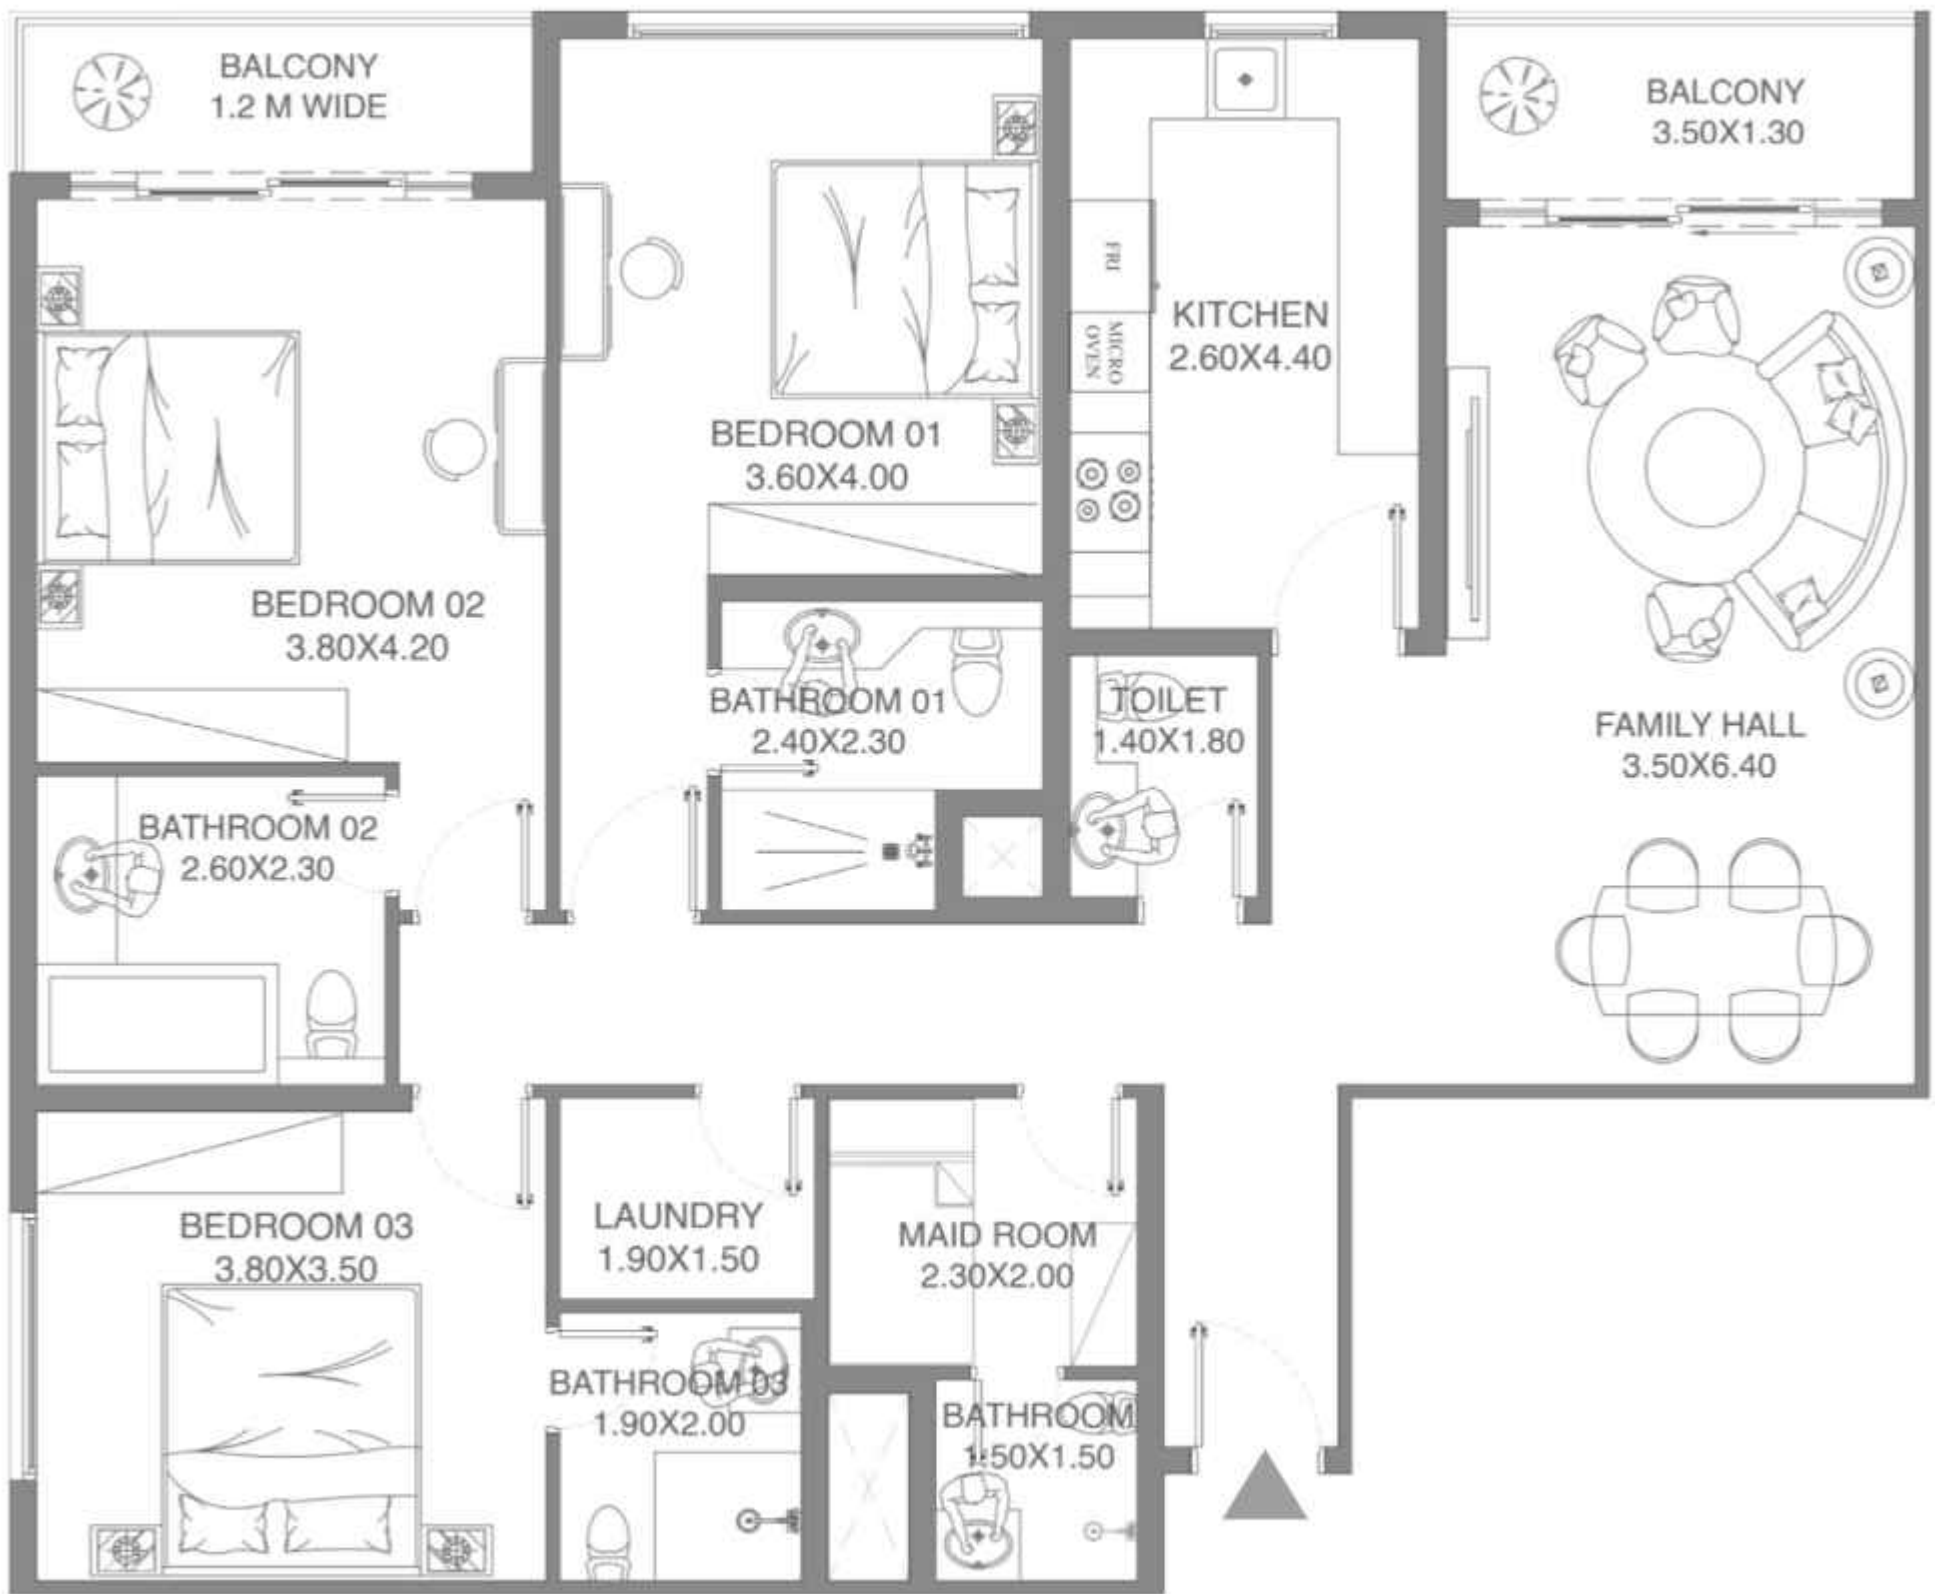 BALCONY
1.2 M WIDE
BALCONY
3.50X1.30
FRI
MICRO
OVEN
KITCHEN
2.60X4.40
BEDROOM 01
3.60X4.00
BEDROOM 02
3.80X4.20
BATHROOM 01
2.40X2.30
TOILET
1.40X1.80
FAMILY HALL
3.50X6.40
BATHROOM 02
2.60X2.30
BEDROOM 03
3.80X3.50
LAUNDRY
1.90X1.50
MAID ROOM
2.30X2.00
BATHROOM 03
1.90X2.00
BATHROOM
1.50X1.50